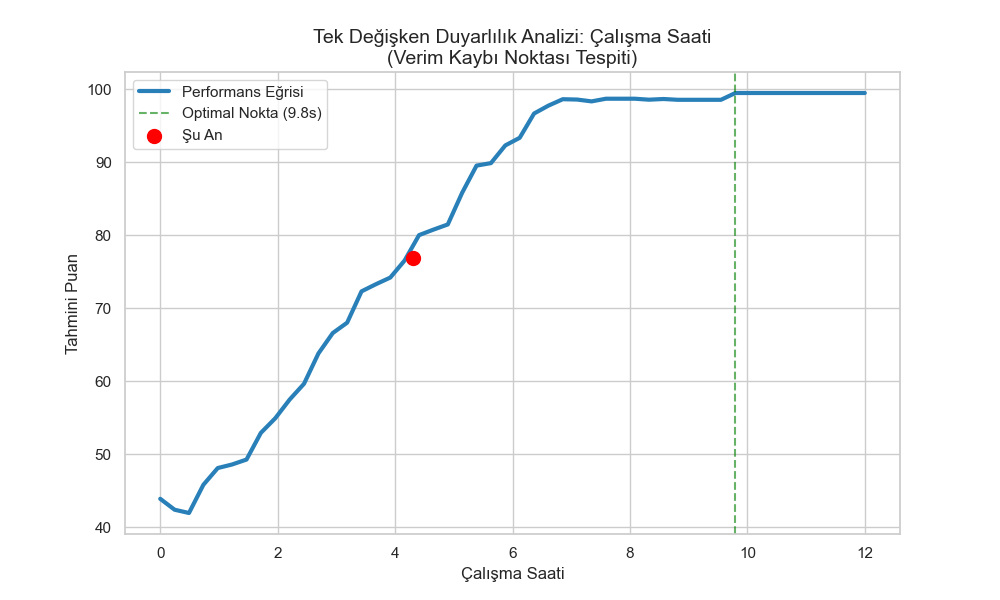 Tek Değişken Duyarlılık Analizi: Çalışma Saati
(Verim Kaybı Noktası Tespiti)
Performans Eğrisi
Optimal Nokta (9.8s)
Şu An
Tahmini Puan
100
90
80
70
60
50
40
0 2 4 6 8 10 12
Çalışma Saati